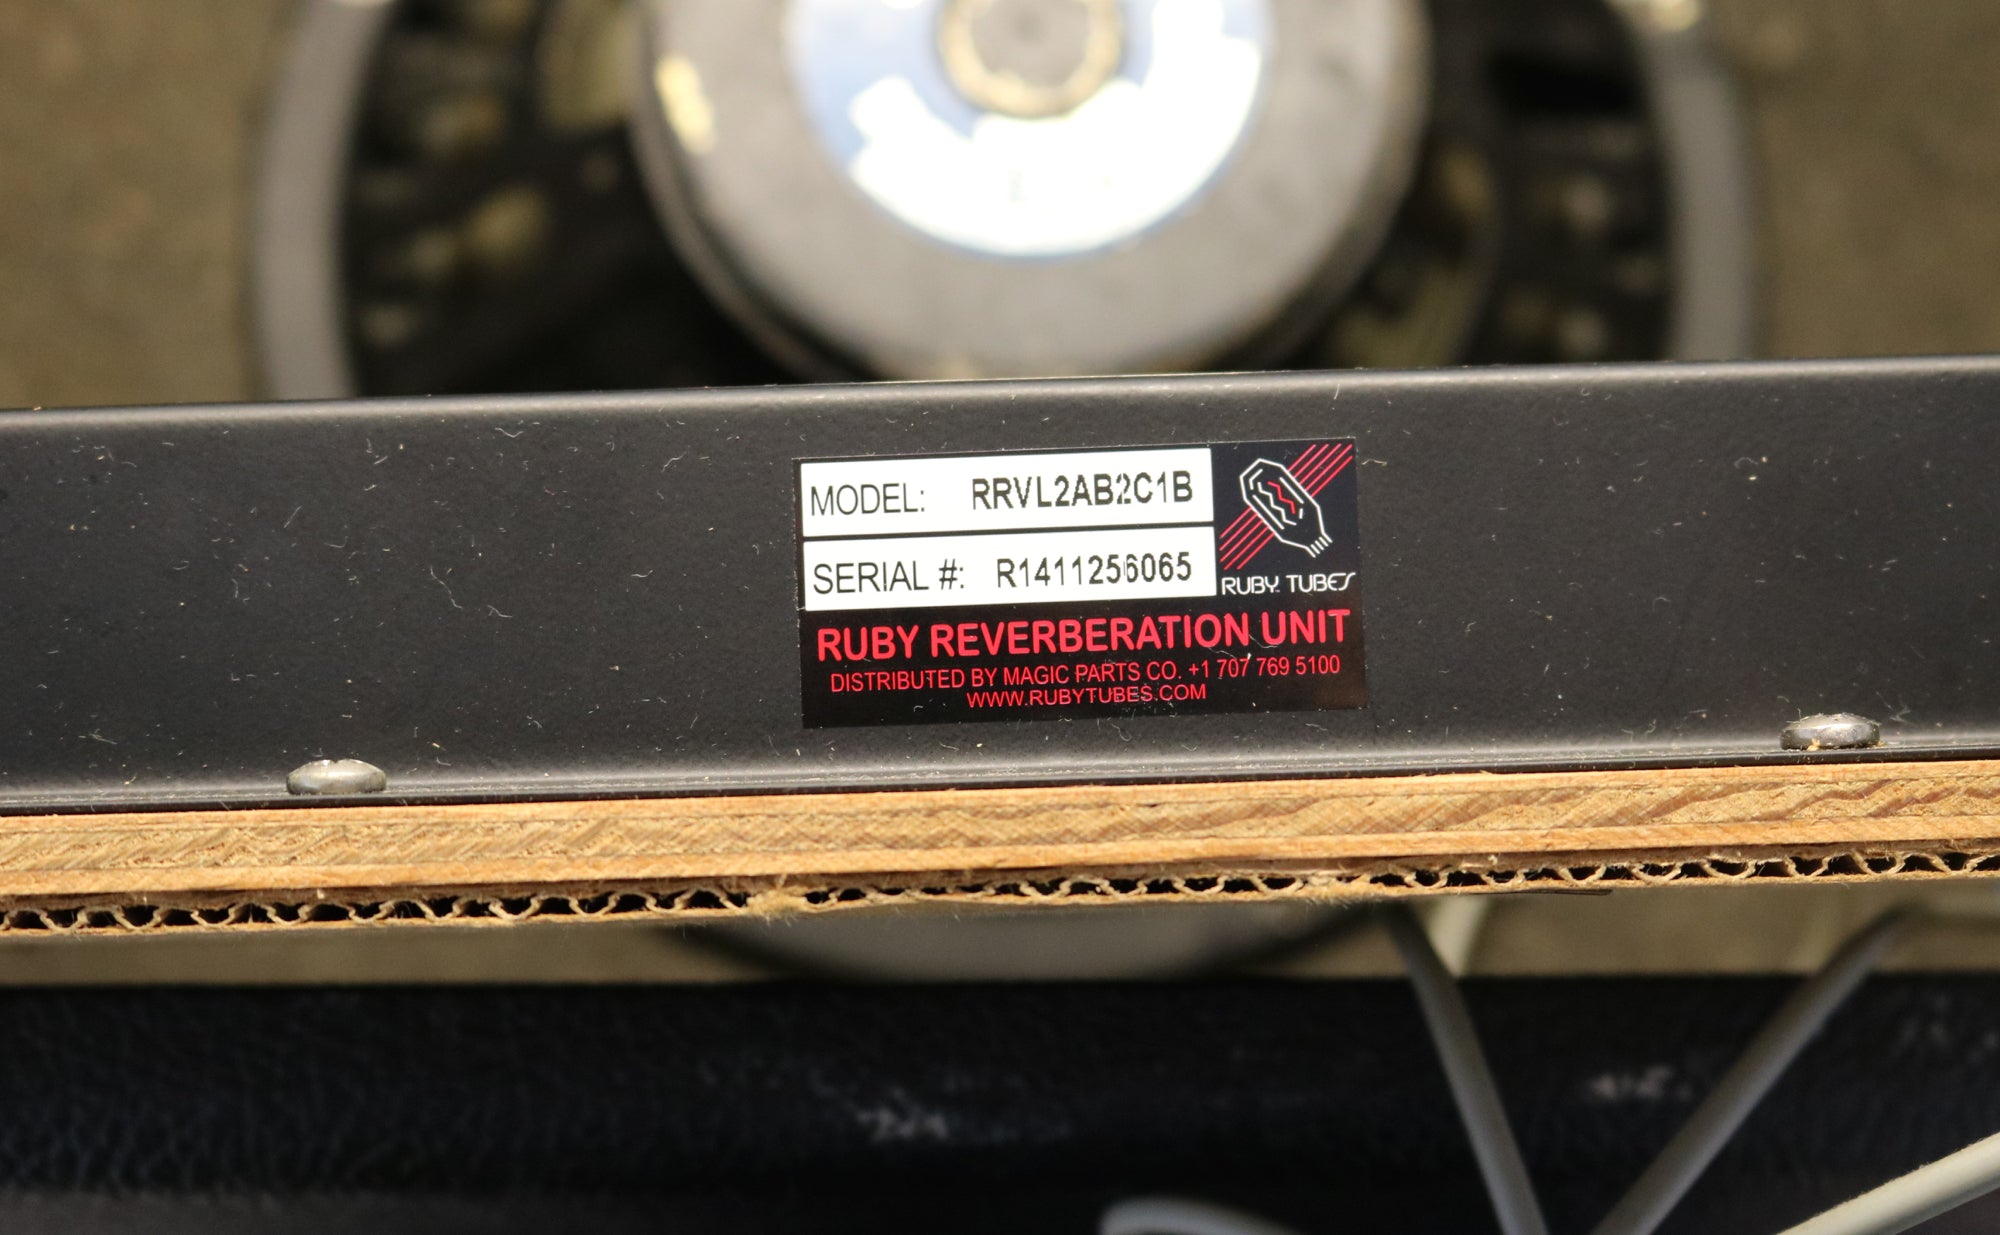 MODEL: RRVL2AB2C1B
SERIAL #: R1411256065
RUBY TUBES
RUBY REVERBERATION UNIT
DISTRIBUTED BY MAGIC PARTS CO. +1 707 769 5100
WWW.RUBYTUBES.COM